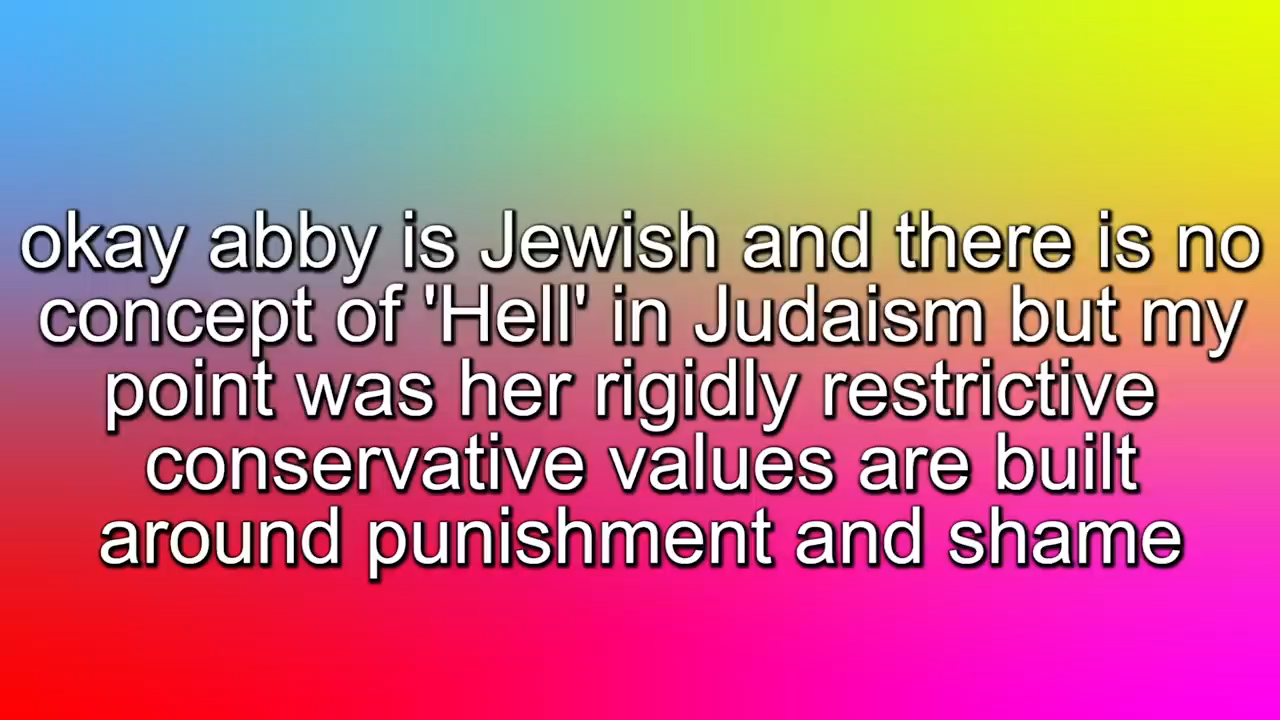 okay abby is Jewish and there is no
concept of 'Hell' in Judaism but my
point was her rigidly restrictive
conservative values are built
around punishment and shame